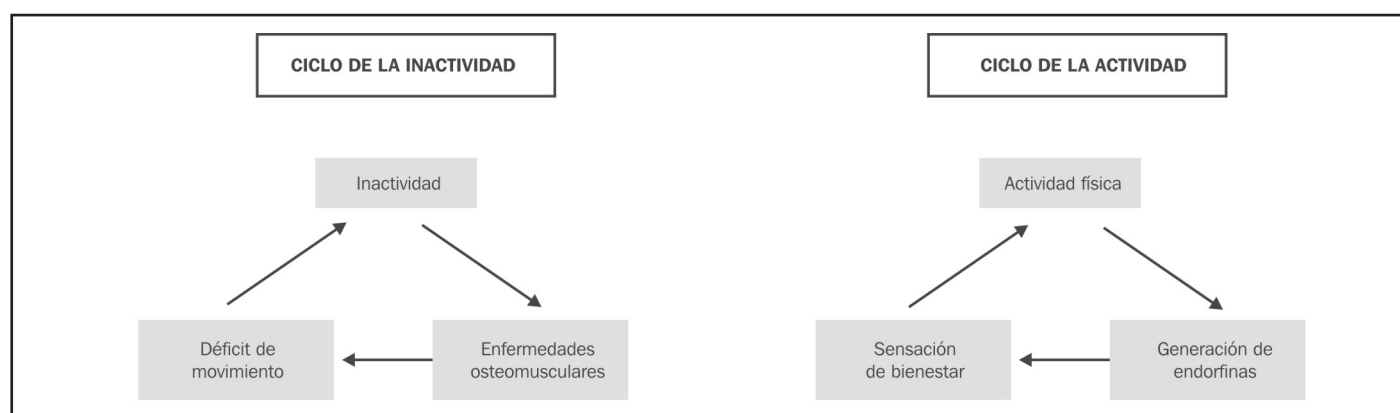 CICLO DE LA INACTIVIDAD
Inactividad
Déficit de
movimiento
Enfermedades
osteomusculares
CICLO DE LA ACTIVIDAD
Actividad física
Sensación
de bienestar
Generación de
endorfinas